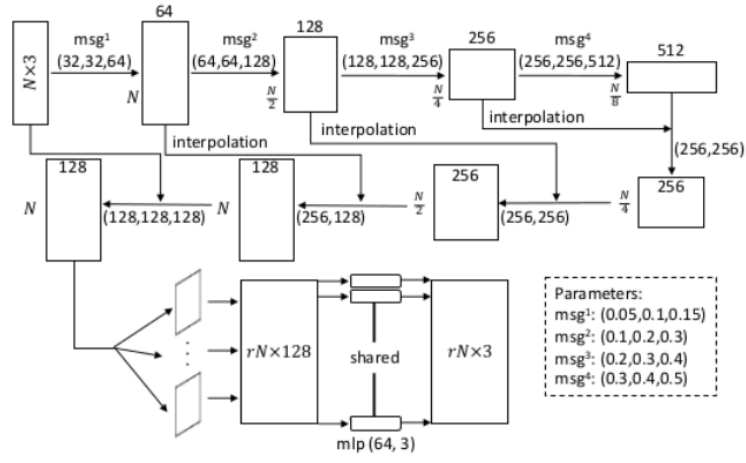 64
msg¹
msg²
128
msg³
256
msg⁴
512
N×3
(32,32,64)
(64,64,128)
(128,128,256)
(256,256,512)
N
N/2
N/4
N/8
interpolation
interpolation
interpolation
(256,256)
128
128
256
256
N
(128,128,128)
N
(256,128)
N/2
(256,256)
N/4
rN×128
shared
rN×3
mlp (64, 3)
Parameters:
msg¹: (0.05,0.1,0.15)
msg²: (0.1,0.2,0.3)
msg³: (0.2,0.3,0.4)
msg⁴: (0.3,0.4,0.5)